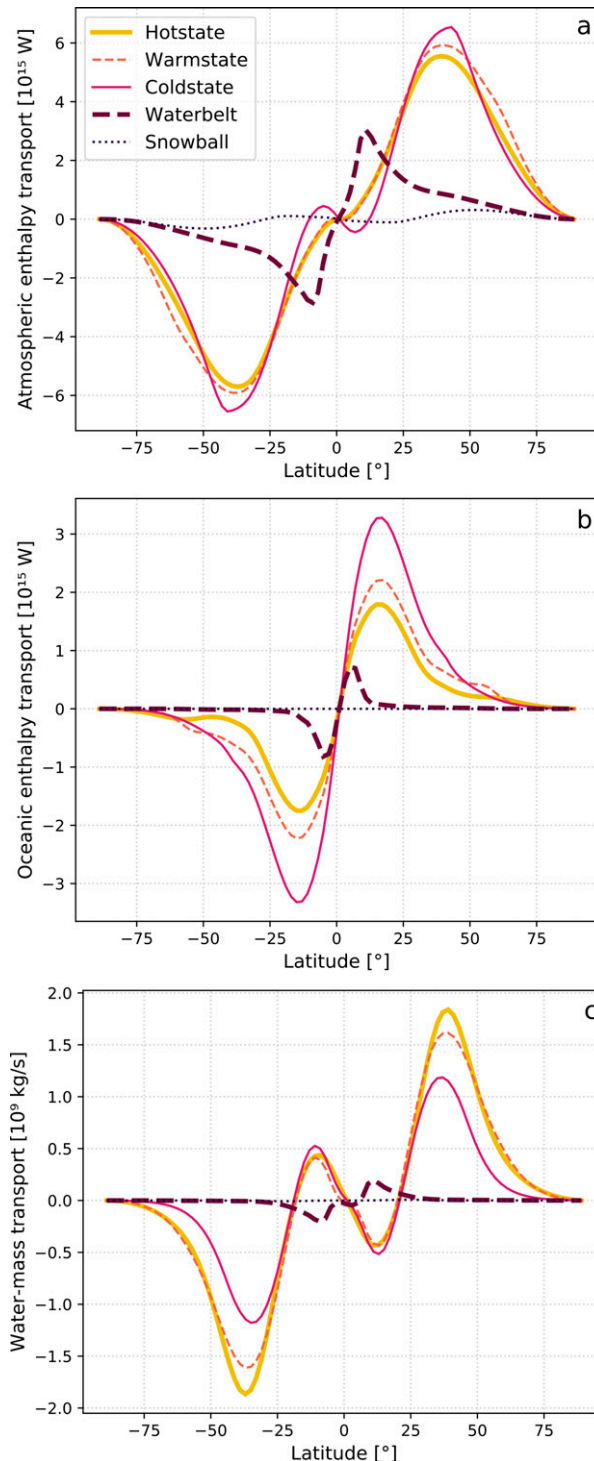 a
Hotstate
Warmstate
Coldstate
Waterbelt
Snowball
Atmospheric enthalpy transport [10¹⁵ W]
6
4
2
0
−2
−4
−6
−75 −50 −25 0 25 50 75
Latitude [°]
b
Oceanic enthalpy transport [10¹⁵ W]
3
2
1
0
−1
−2
−3
−75 −50 −25 0 25 50 75
Latitude [°]
c
Water-mass transport [10⁹ kg/s]
2.0
1.5
1.0
0.5
0.0
−0.5
−1.0
−1.5
−2.0
−75 −50 −25 0 25 50 75
Latitude [°]